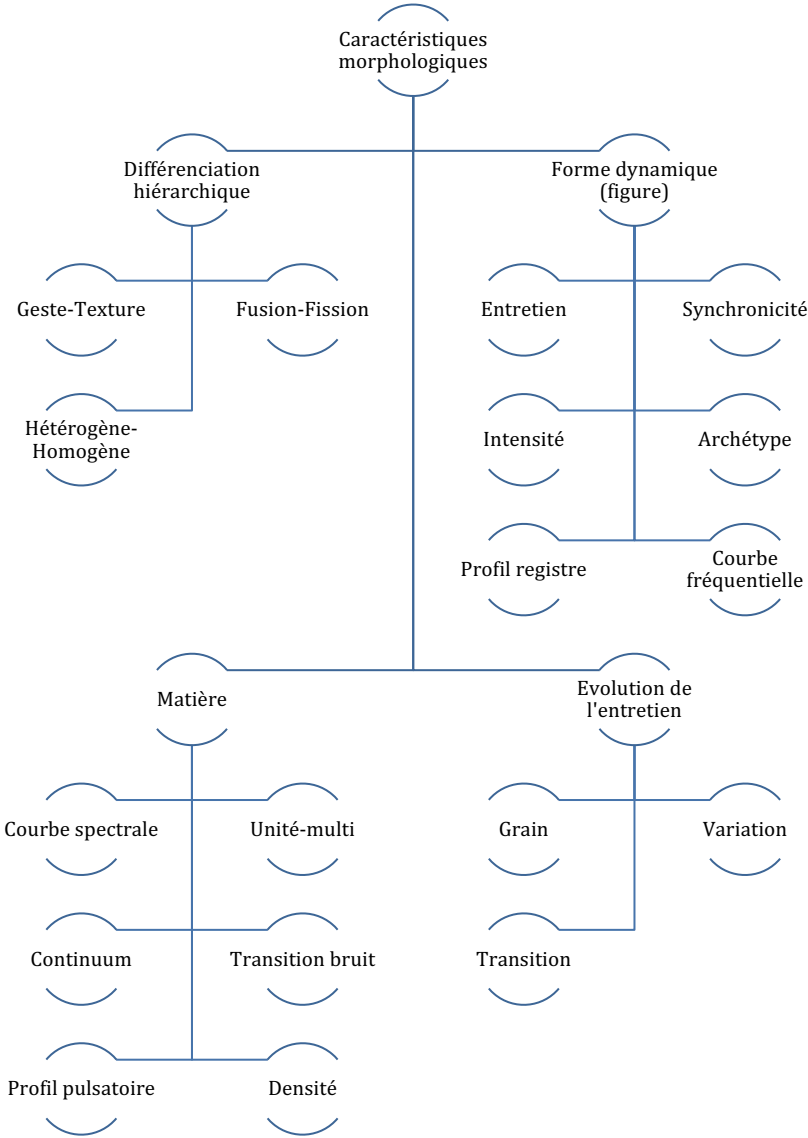 Caractéristiques
morphologiques
Différenciation
hiérarchique
Forme dynamique
(figure)
Geste-Texture
Fusion-Fission
Entretien
Synchronicité
Hétérogène-
Homogène
Intensité
Archétype
Profil registre
Courbe
fréquentielle
Matière
Evolution de
l'entretien
Courbe spectrale
Unité-multi
Grain
Variation
Continuum
Transition bruit
Transition
Profil pulsatoire
Densité